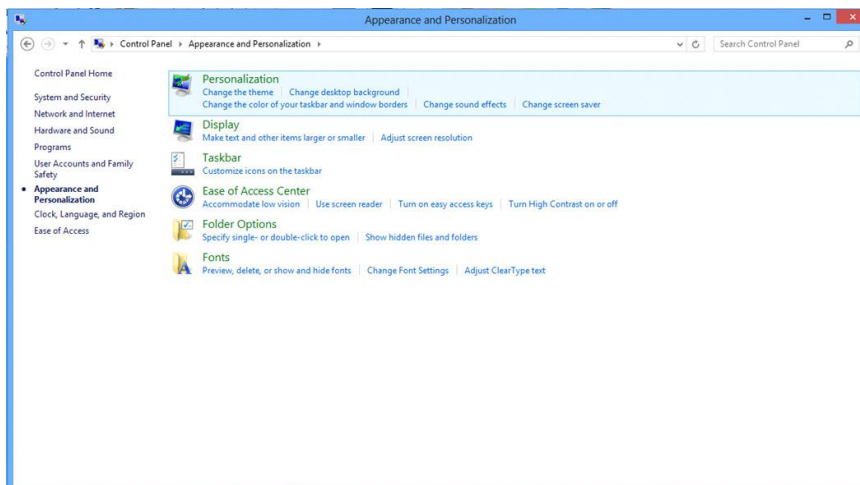 Appearance and Personalization
Control Panel Appearance and Personalization
Search Control Panel
Control Panel Home
System and Security
Network and Internet
Hardware and Sound
Programs
User Accounts and Family
Safety
Appearance and
Personalization
Clock, Language, and Region
Ease of Access
Personalization
Change the theme Change desktop background
Change the color of your taskbar and window borders Change sound effects Change screen saver
Display
Make text and other items larger or smaller Adjust screen resolution
Taskbar
Customize icons on the taskbar
Ease of Access Center
Accommodate low vision Use screen reader Turn on easy access keys Turn High Contrast on or off
Folder Options
Specify single- or double-click to open Show hidden files and folders
Fonts
Preview, delete, or show and hide fonts Change Font Settings Adjust ClearType text